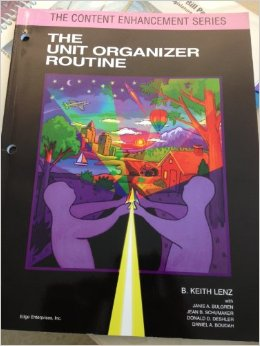 THE CONTENT ENHANCEMENT SERIES
THE
UNIT ORGANIZER
ROUTINE
B. KEITH LENZ
with
JANIS A. BULGREN
JEAN B. SCHUMAKER
DONALD D. DESHLER
DANIEL A. BOUDAH
Edge Enterprises, Inc.